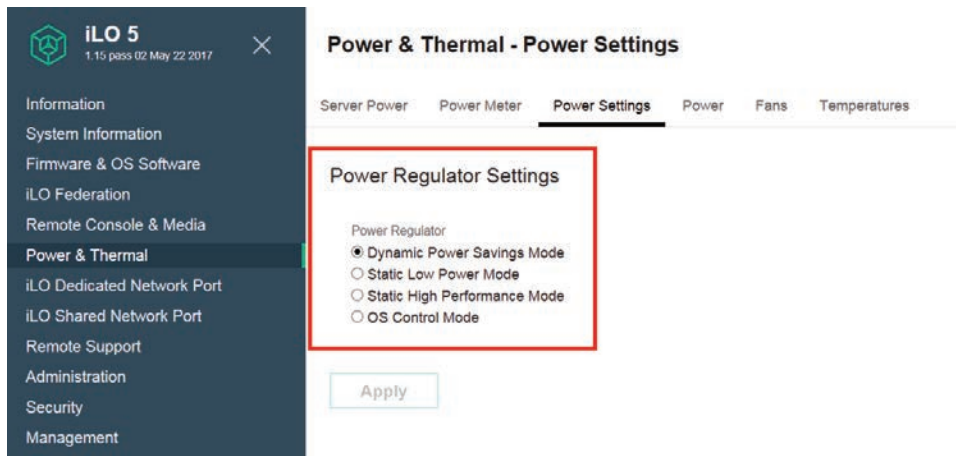 iLO 5
1.15 pass 02 May 22 2017
Information
System Information
Firmware & OS Software
iLO Federation
Remote Console & Media
Power & Thermal
iLO Dedicated Network Port
iLO Shared Network Port
Remote Support
Administration
Security
Management
Power & Thermal - Power Settings
Server Power Power Meter Power Settings Power Fans Temperatures
Power Regulator Settings
Power Regulator
Dynamic Power Savings Mode
Static Low Power Mode
Static High Performance Mode
OS Control Mode
Apply